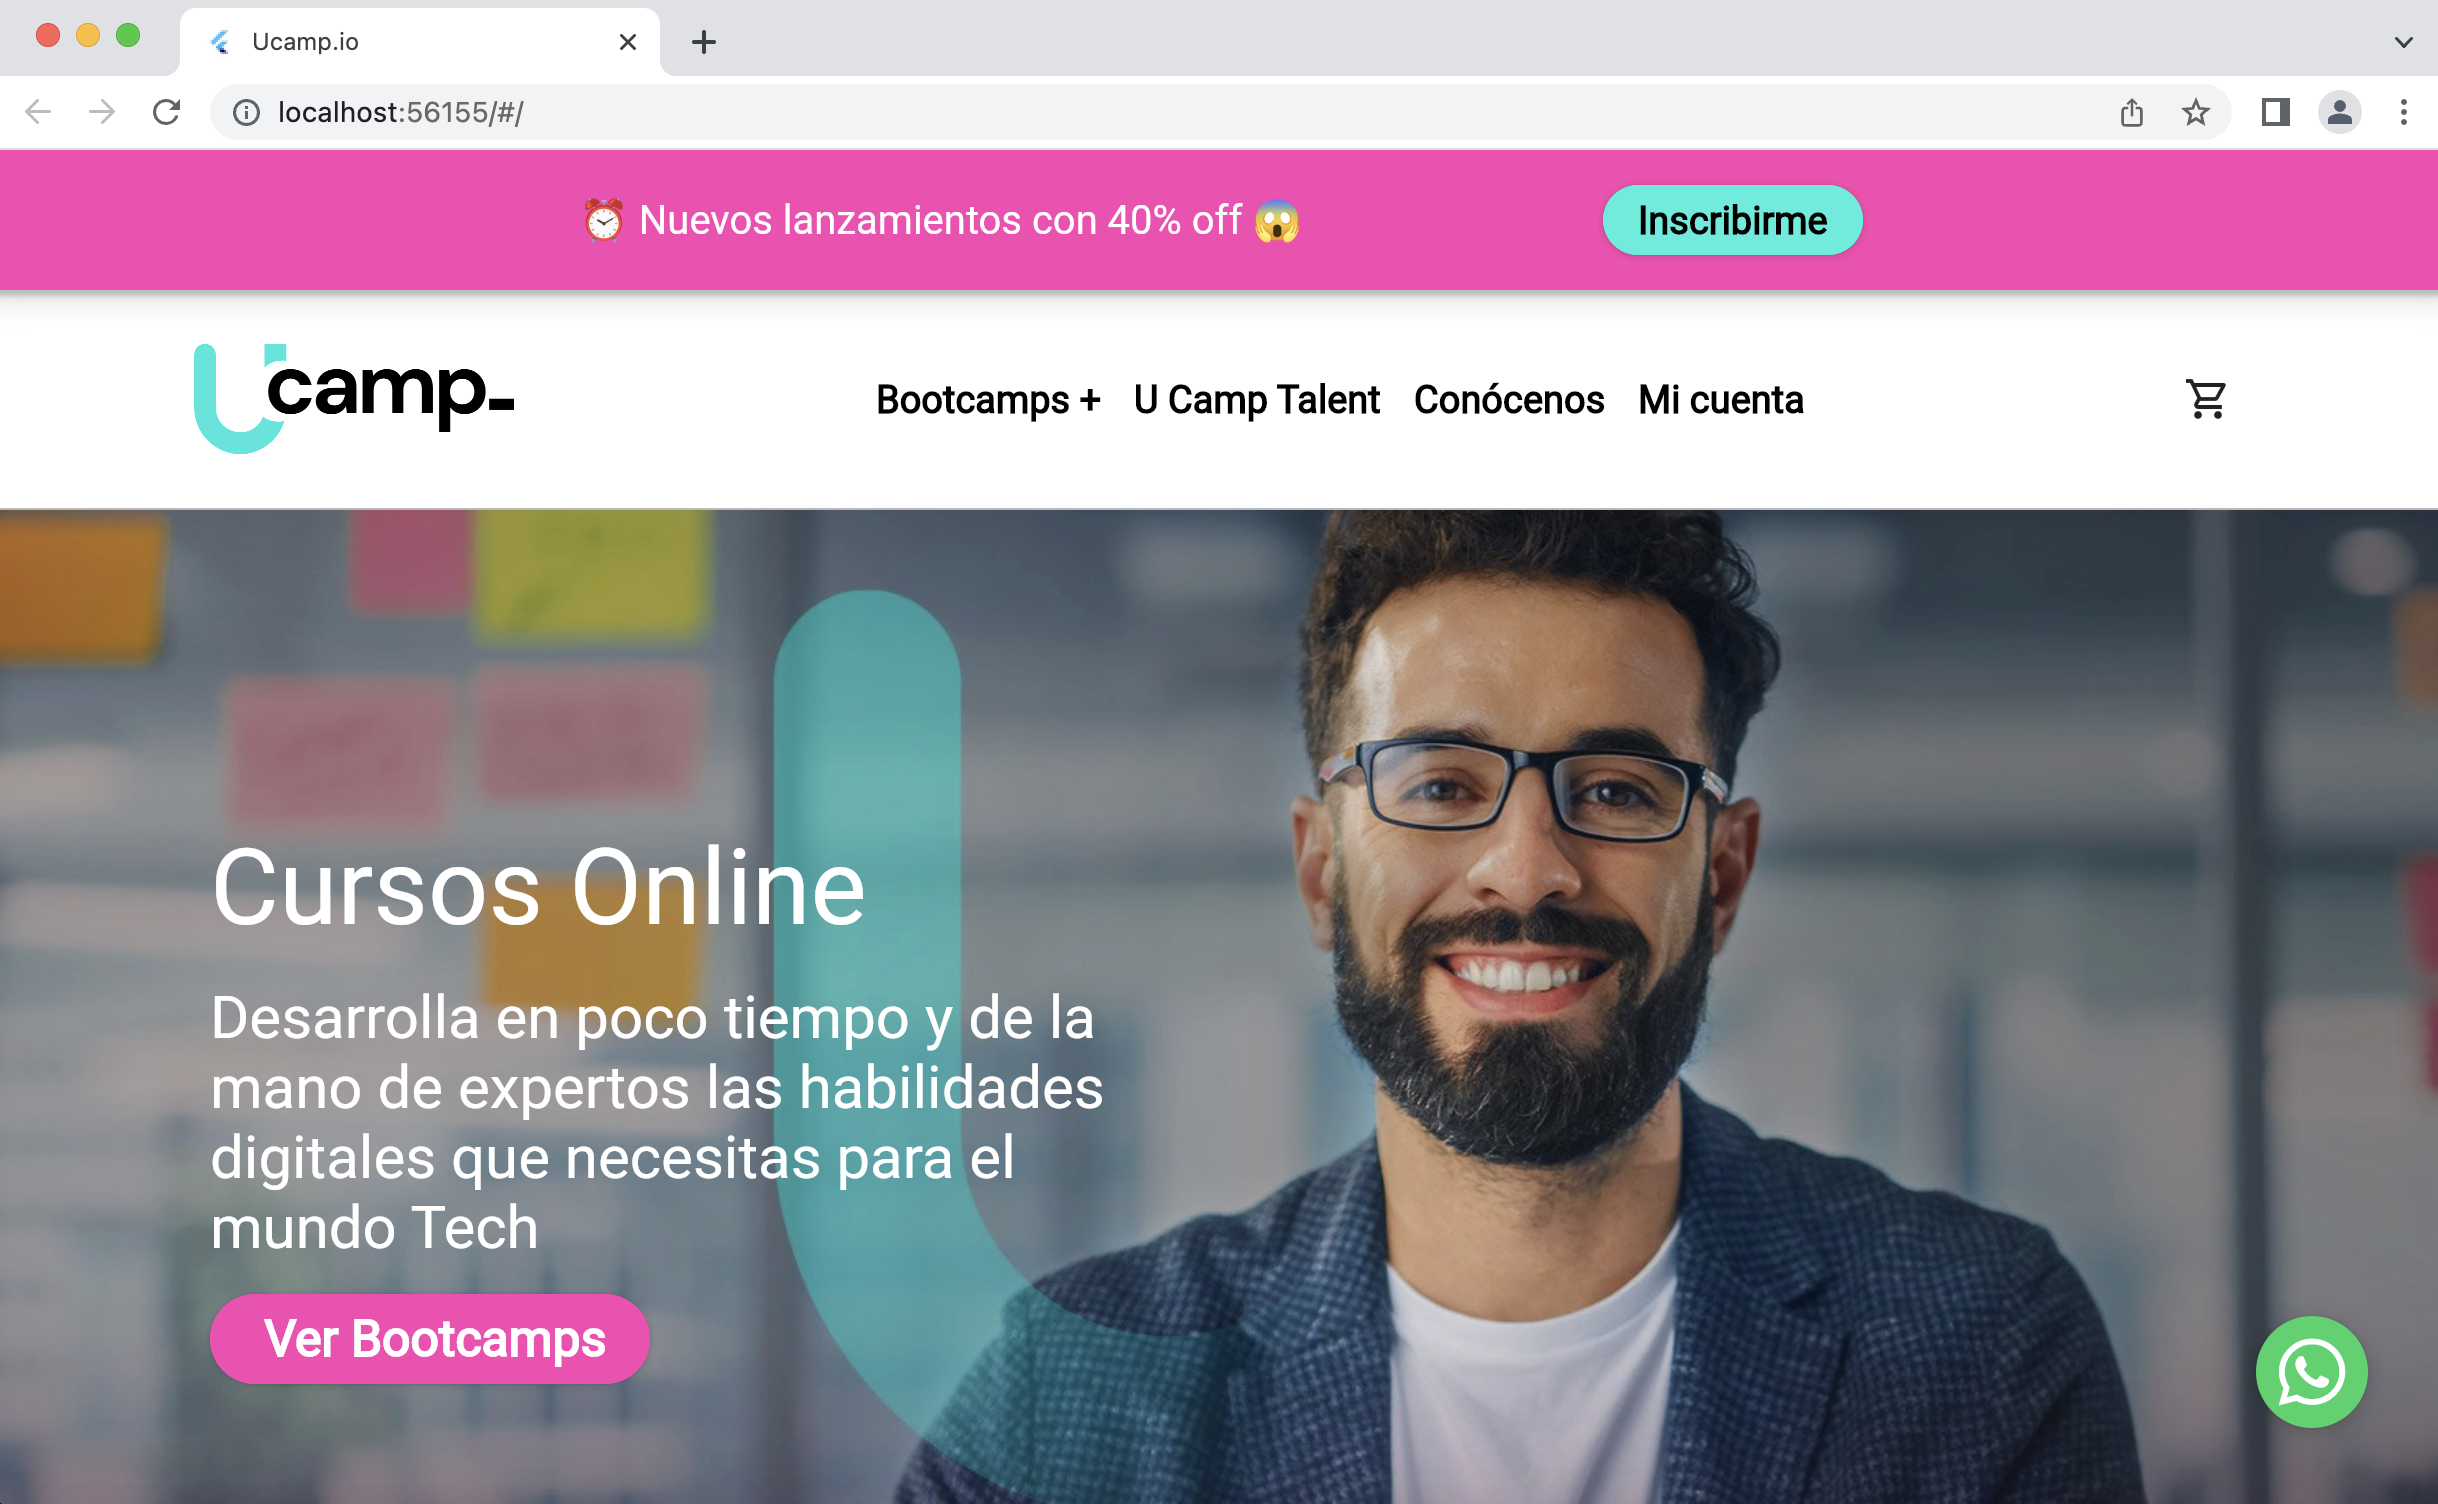 Ucamp.io
localhost:56155/#/
⏰ Nuevos lanzamientos con 40% off 😱
Inscribirme
Ucamp
Bootcamps + U Camp Talent Conócenos Mi cuenta
Cursos Online
Desarrolla en poco tiempo y de la
mano de expertos las habilidades
digitales que necesitas para el
mundo Tech
Ver Bootcamps